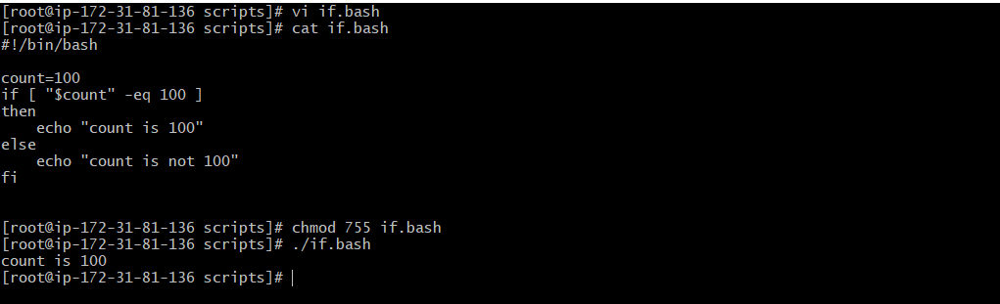 [root@ip-172-31-81-136 scripts]# vi if.bash
[root@ip-172-31-81-136 scripts]# cat if.bash
#!/bin/bash

count=100
if [ "$count" -eq 100 ]
then
    echo "count is 100"
else
    echo "count is not 100"
fi


[root@ip-172-31-81-136 scripts]# chmod 755 if.bash
[root@ip-172-31-81-136 scripts]# ./if.bash
count is 100
[root@ip-172-31-81-136 scripts]#